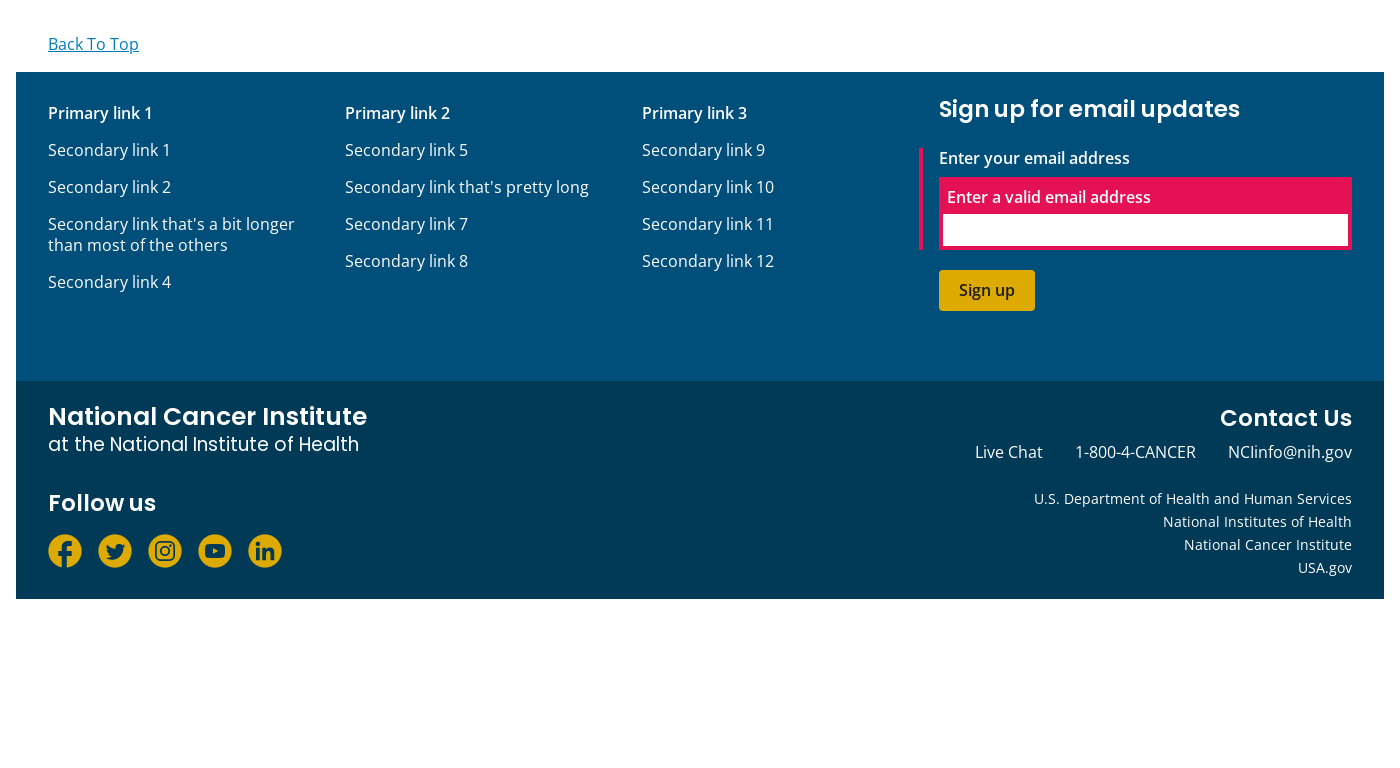 Back To Top
Primary link 1
Secondary link 1
Secondary link 2
Secondary link that's a bit longer
than most of the others
Secondary link 4
Primary link 2
Secondary link 5
Secondary link that's pretty long
Secondary link 7
Secondary link 8
Primary link 3
Secondary link 9
Secondary link 10
Secondary link 11
Secondary link 12
Sign up for email updates
Enter your email address
Enter a valid email address
Sign up
National Cancer Institute
at the National Institute of Health
Follow us
Contact Us
Live Chat 1-800-4-CANCER NCIinfo@nih.gov
U.S. Department of Health and Human Services
National Institutes of Health
National Cancer Institute
USA.gov